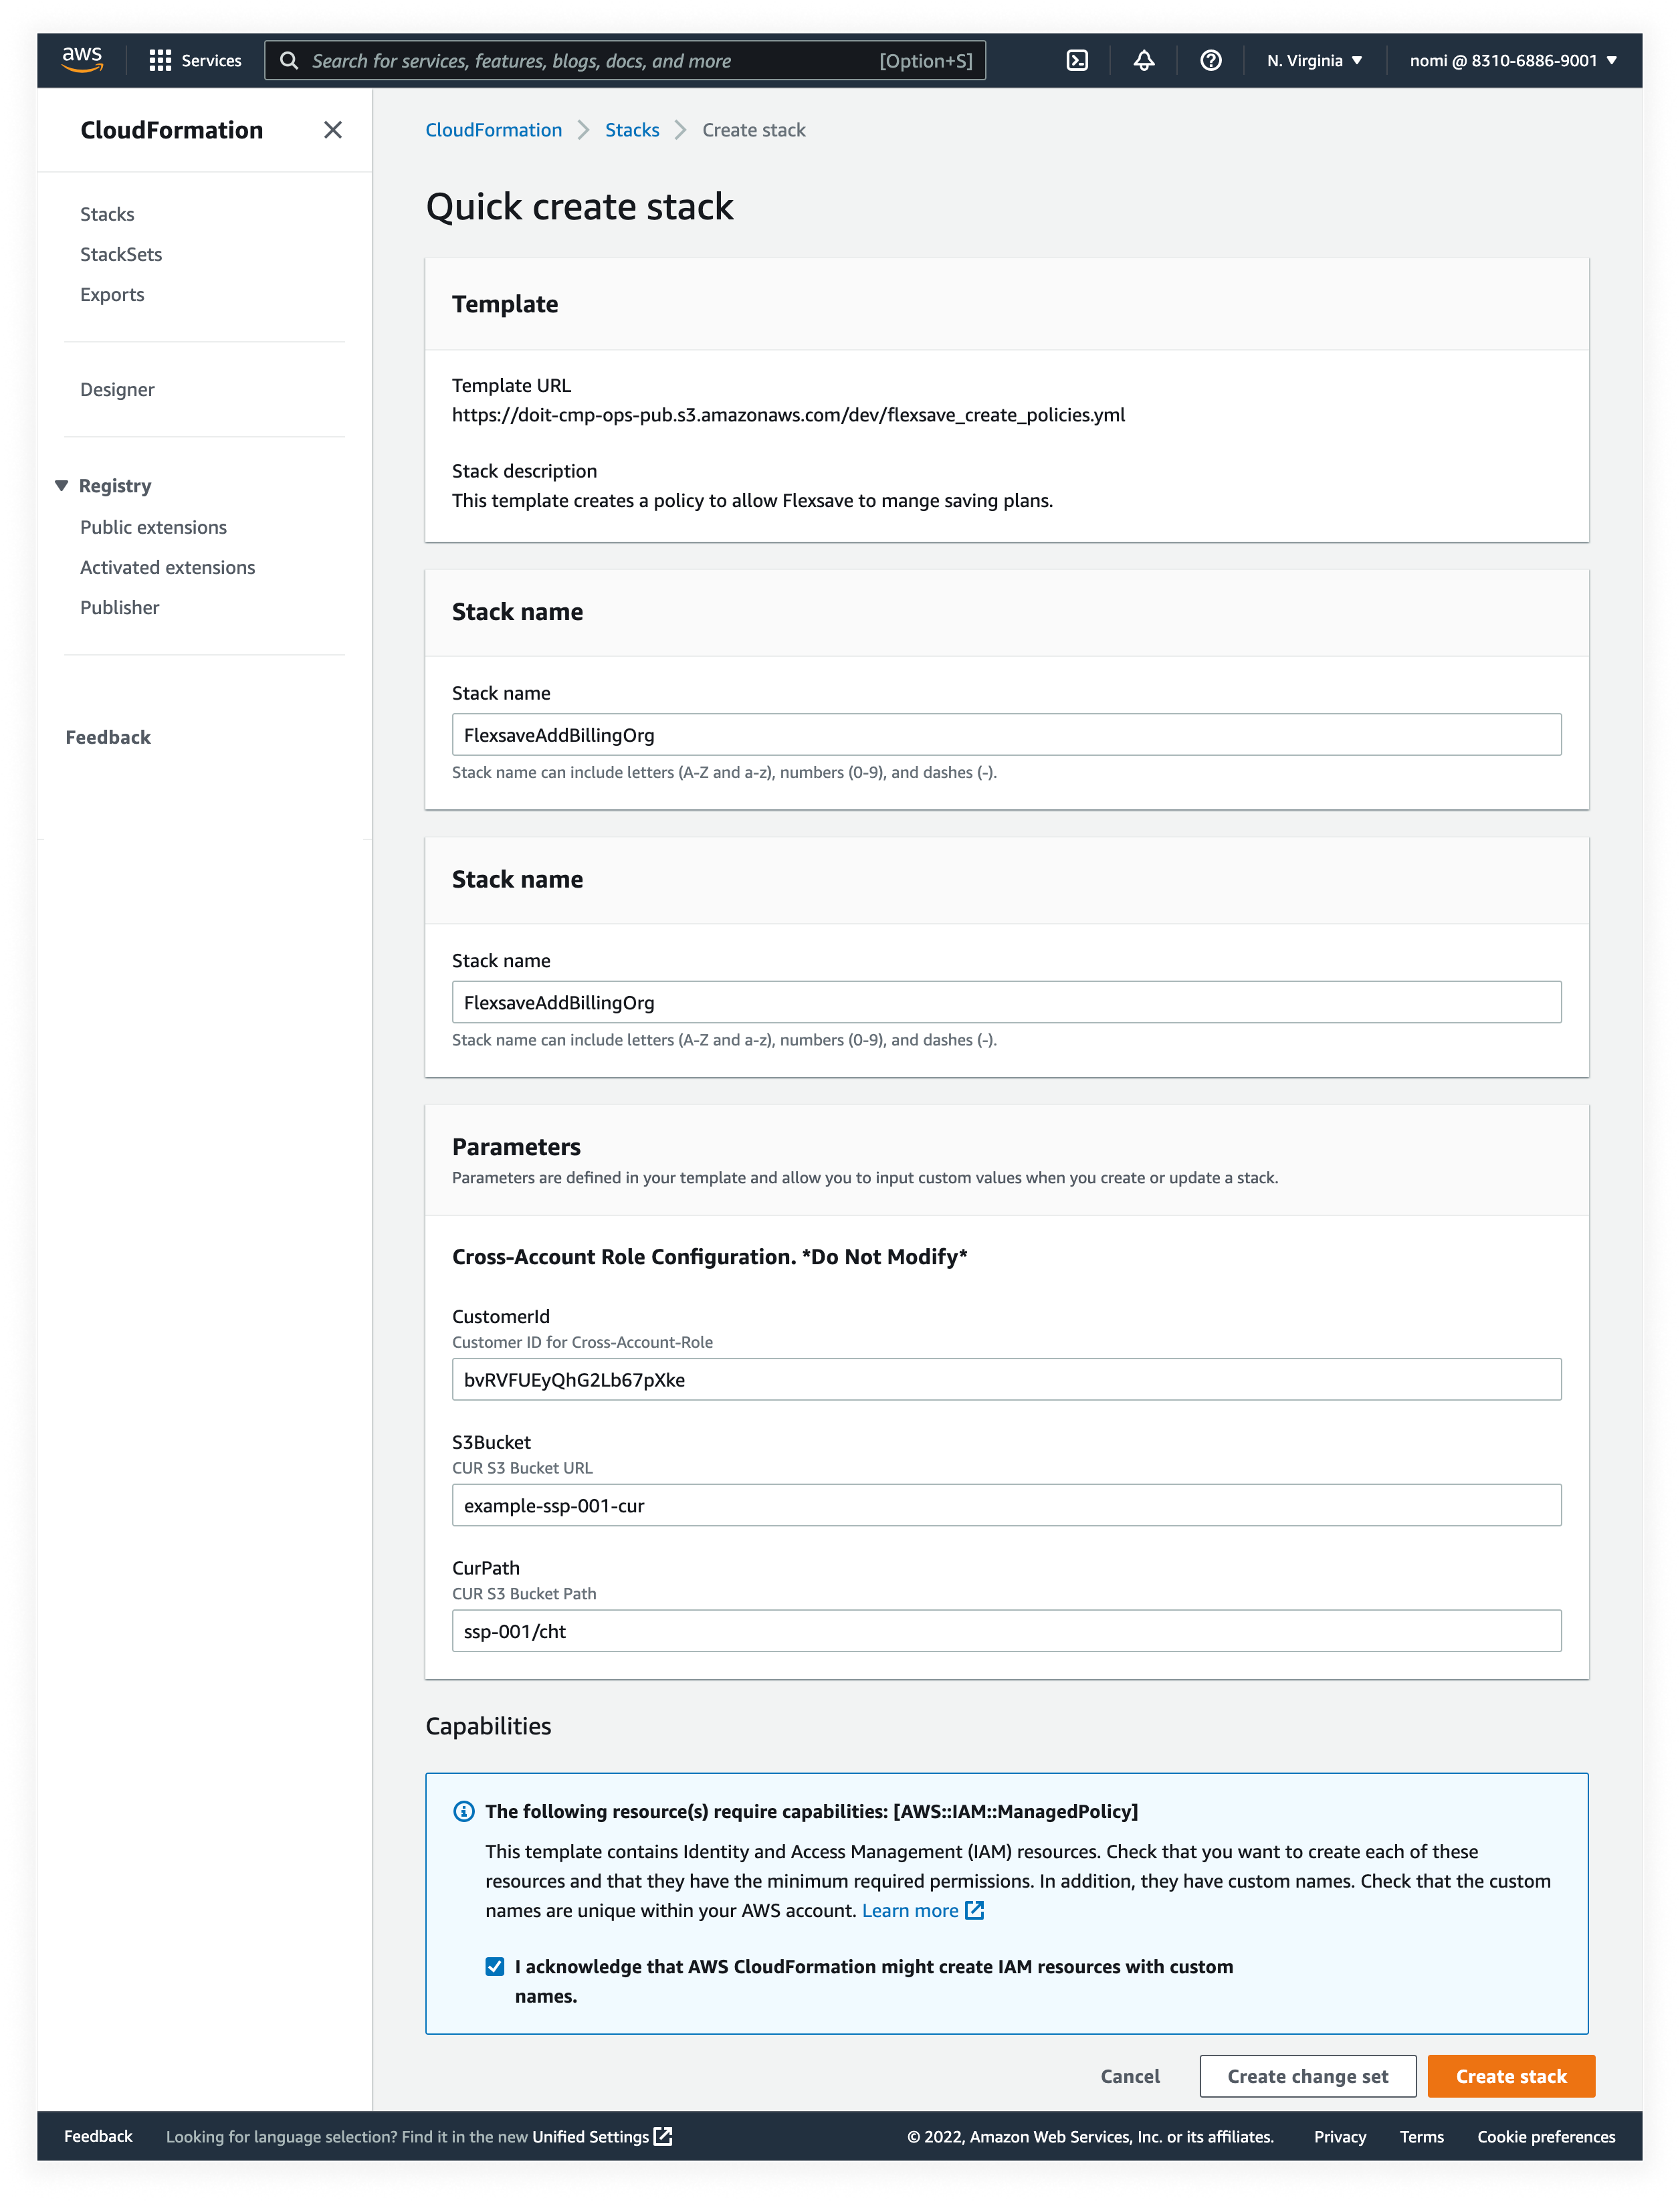 aws
Services
Search for services, features, blogs, docs, and more
[Option+S]
N. Virginia
nomi @ 8310-6886-9001
CloudFormation
Stacks
StackSets
Exports
Designer
Registry
Public extensions
Activated extensions
Publisher
Feedback
CloudFormation
Stacks
Create stack
Quick create stack
Template
Template URL
https://doit-cmp-ops-pub.s3.amazonaws.com/dev/flexsave_create_policies.yml
Stack description
This template creates a policy to allow Flexsave to mange saving plans.
Stack name
Stack name
FlexsaveAddBillingOrg
Stack name can include letters (A-Z and a-z), numbers (0-9), and dashes (-).
Stack name
Stack name
FlexsaveAddBillingOrg
Stack name can include letters (A-Z and a-z), numbers (0-9), and dashes (-).
Parameters
Parameters are defined in your template and allow you to input custom values when you create or update a stack.
Cross-Account Role Configuration. *Do Not Modify*
CustomerId
Customer ID for Cross-Account-Role
bvRVFUEyQhG2Lb67pXke
S3Bucket
CUR S3 Bucket URL
example-ssp-001-cur
CurPath
CUR S3 Bucket Path
ssp-001/cht
Capabilities
The following resource(s) require capabilities: [AWS::IAM::ManagedPolicy]
This template contains Identity and Access Management (IAM) resources. Check that you want to create each of these
resources and that they have the minimum required permissions. In addition, they have custom names. Check that the custom
names are unique within your AWS account. Learn more
I acknowledge that AWS CloudFormation might create IAM resources with custom
names.
Cancel
Create change set
Create stack
Feedback
Looking for language selection? Find it in the new Unified Settings
© 2022, Amazon Web Services, Inc. or its affiliates.
Privacy
Terms
Cookie preferences